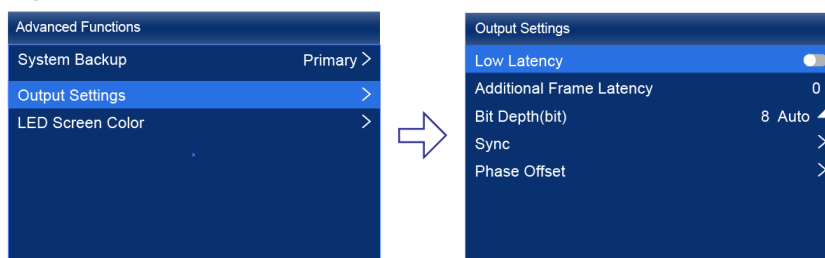 Advanced Functions
System Backup Primary >
Output Settings >
LED Screen Color >
Output Settings
Low Latency
Additional Frame Latency 0
Bit Depth(bit) 8 Auto
Sync >
Phase Offset >